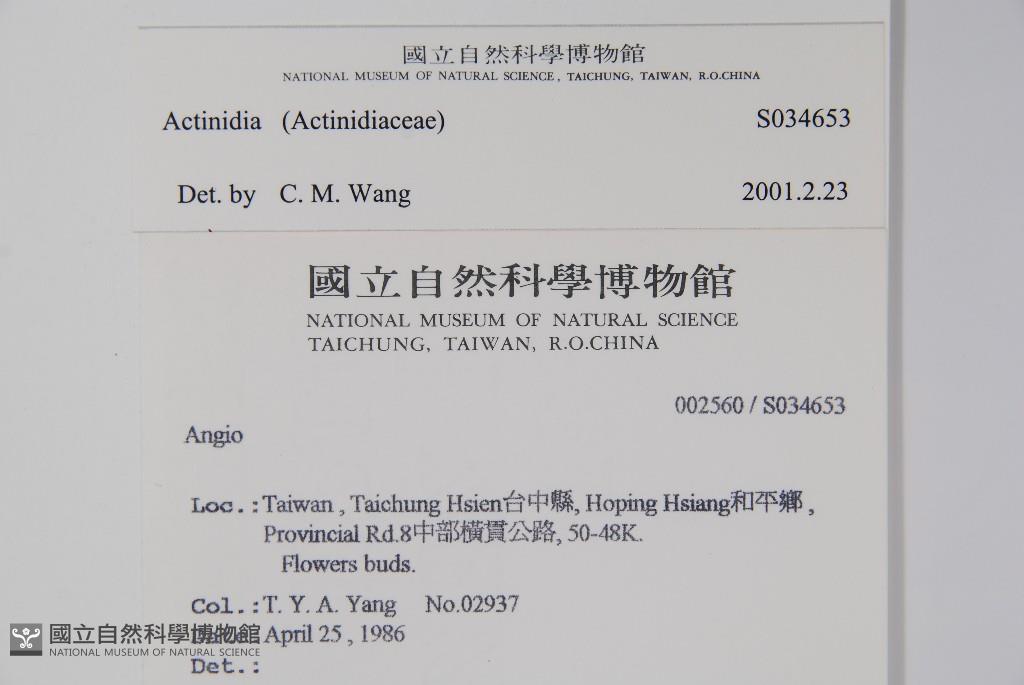 國立自然科學博物館
NATIONAL MUSEUM OF NATURAL SCIENCE, TAICHUNG, TAIWAN, R.O.CHINA
Actinidia (Actinidiaceae) S034653
Det. by C. M. Wang 2001.2.23
國立自然科學博物館
NATIONAL MUSEUM OF NATURAL SCIENCE
TAICHUNG, TAIWAN, R.O.CHINA
002560 / S034653
Angio
Loc.: Taiwan , Taichung Hsien台中縣, Hoping Hsiang和平鄉 ,
Provincial Rd.8中部橫貫公路, 50-48K.
Flowers buds.
Col.: T. Y. A. Yang No.02937
April 25 , 1986
Det.:
國立自然科學博物館
NATIONAL MUSEUM OF NATURAL SCIENCE